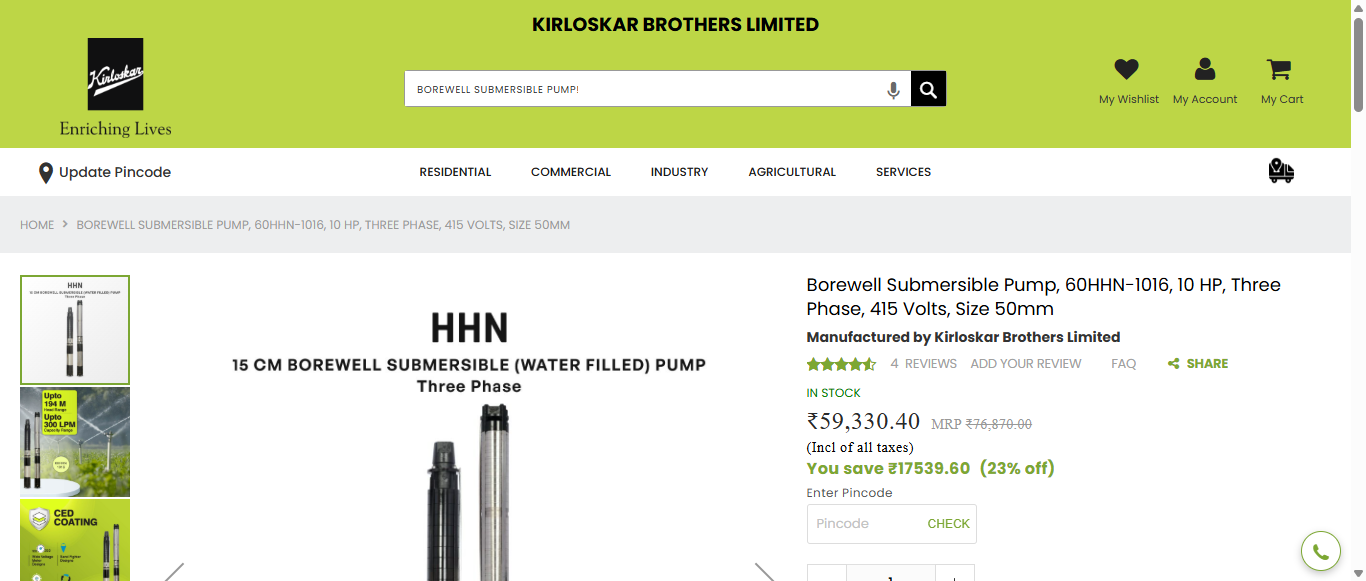 KIRLOSKAR BROTHERS LIMITED
Kirloskar
Enriching Lives
BOREWELL SUBMERSIBLE PUMP!
My Wishlist
My Account
My Cart
Update Pincode
RESIDENTIAL
COMMERCIAL
INDUSTRY
AGRICULTURAL
SERVICES
HOME > BOREWELL SUBMERSIBLE PUMP, 60HHN-1016, 10 HP, THREE PHASE, 415 VOLTS, SIZE 50MM
HHN
15 CM BOREWELL SUBMERSIBLE (WATER FILLED) PUMP
Three Phase
Upto
194 M
Head Range
Upto
300 LPM
Capacity Range
CED
COATING
HHN
15 CM BOREWELL SUBMERSIBLE (WATER FILLED) PUMP
Three Phase
Borewell Submersible Pump, 60HHN-1016, 10 HP, Three
Phase, 415 Volts, Size 50mm
Manufactured by Kirloskar Brothers Limited
4 REVIEWS
ADD YOUR REVIEW
FAQ
SHARE
IN STOCK
₹59,330.40 MRP ₹76,870.00
(Incl of all taxes)
You save ₹17539.60 (23% off)
Enter Pincode
Pincode
CHECK